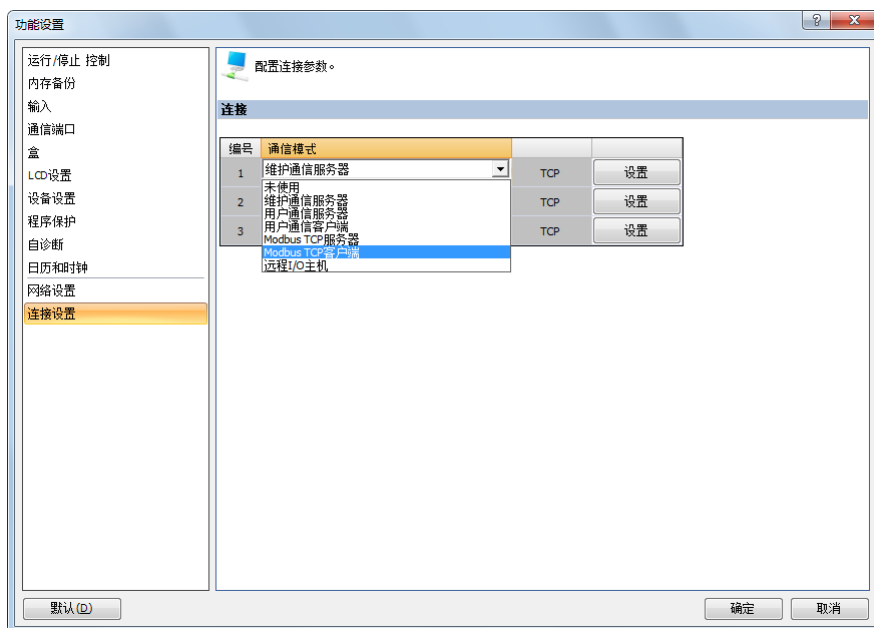 功能设置
运行/停止 控制
内存备份
输入
通信端口
盒
LCD设置
设备设置
程序保护
自诊断
日历和时钟
网络设置
连接设置
配置连接参数。
连接
编号 通信模式
1 维护通信服务器 TCP 设置
未使用
维护通信服务器
用户通信服务器
用户通信客户端
Modbus TCP服务器
Modbus TCP客户端
远程I/O主机
2 TCP 设置
3 TCP 设置
默认(D)
确定
取消